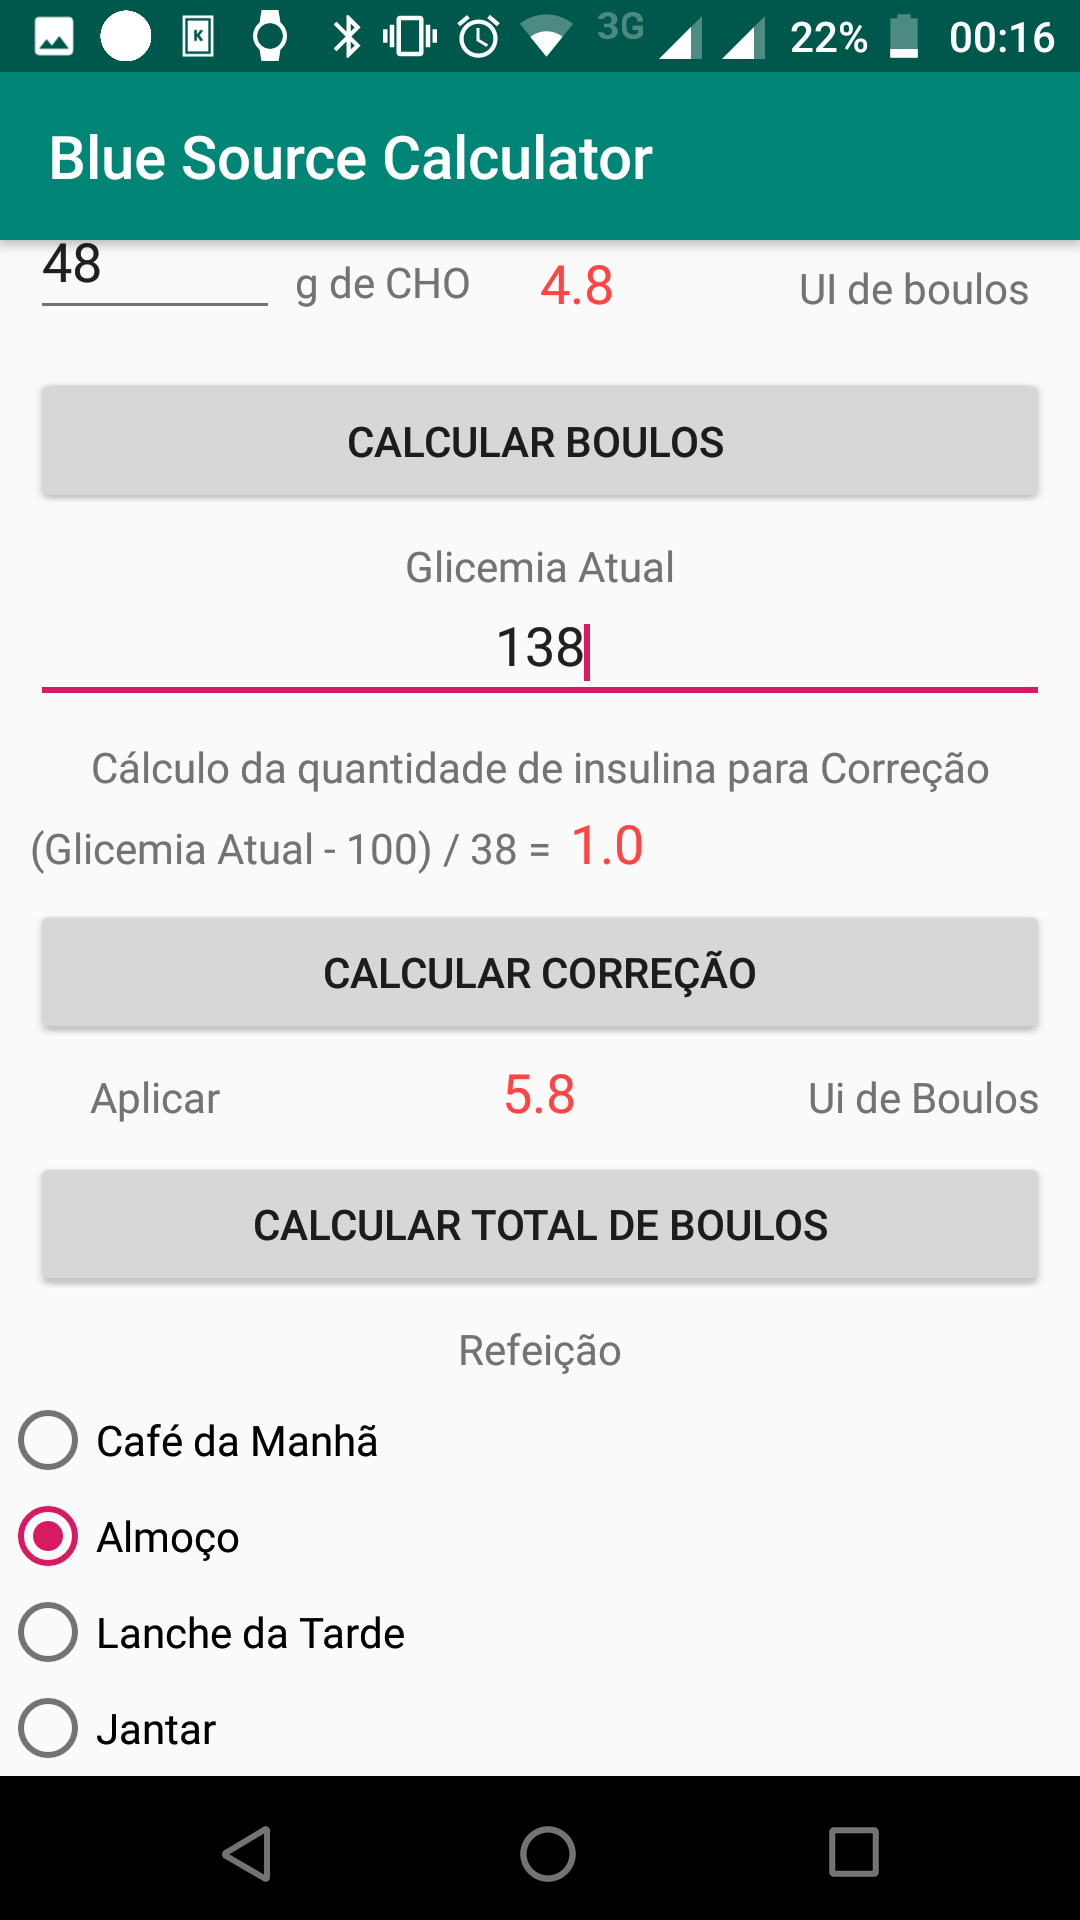 3G 22% 00:16
Blue Source Calculator
48 g de CHO 4.8 UI de boulos
CALCULAR BOULOS
Glicemia Atual
138
Cálculo da quantidade de insulina para Correção
(Glicemia Atual - 100) / 38 = 1.0
CALCULAR CORREÇÃO
Aplicar 5.8 Ui de Boulos
CALCULAR TOTAL DE BOULOS
Refeição
Café da Manhã
Almoço
Lanche da Tarde
Jantar